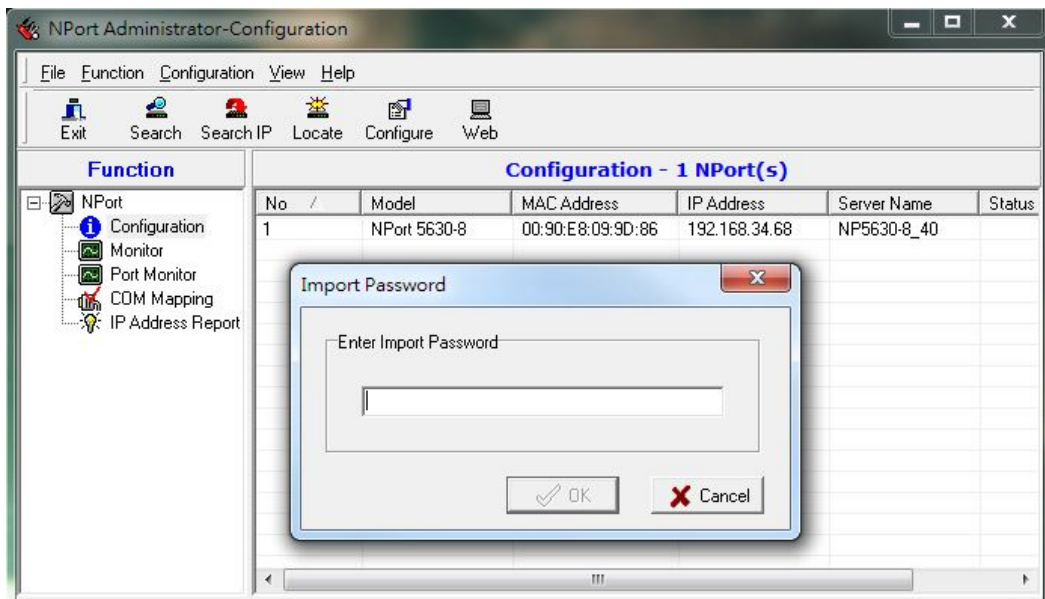 NPort Administrator-Configuration
File Function Configuration View Help
Exit Search Search IP Locate Configure Web
Function
Configuration - 1 NPort(s)
NPort
Configuration
Monitor
Port Monitor
COM Mapping
IP Address Report
No Model MAC Address IP Address Server Name Status
1 NPort 5630-8 00:90:E8:09:9D:86 192.168.34.68 NP5630-8_40
Import Password
Enter Import Password
OK Cancel